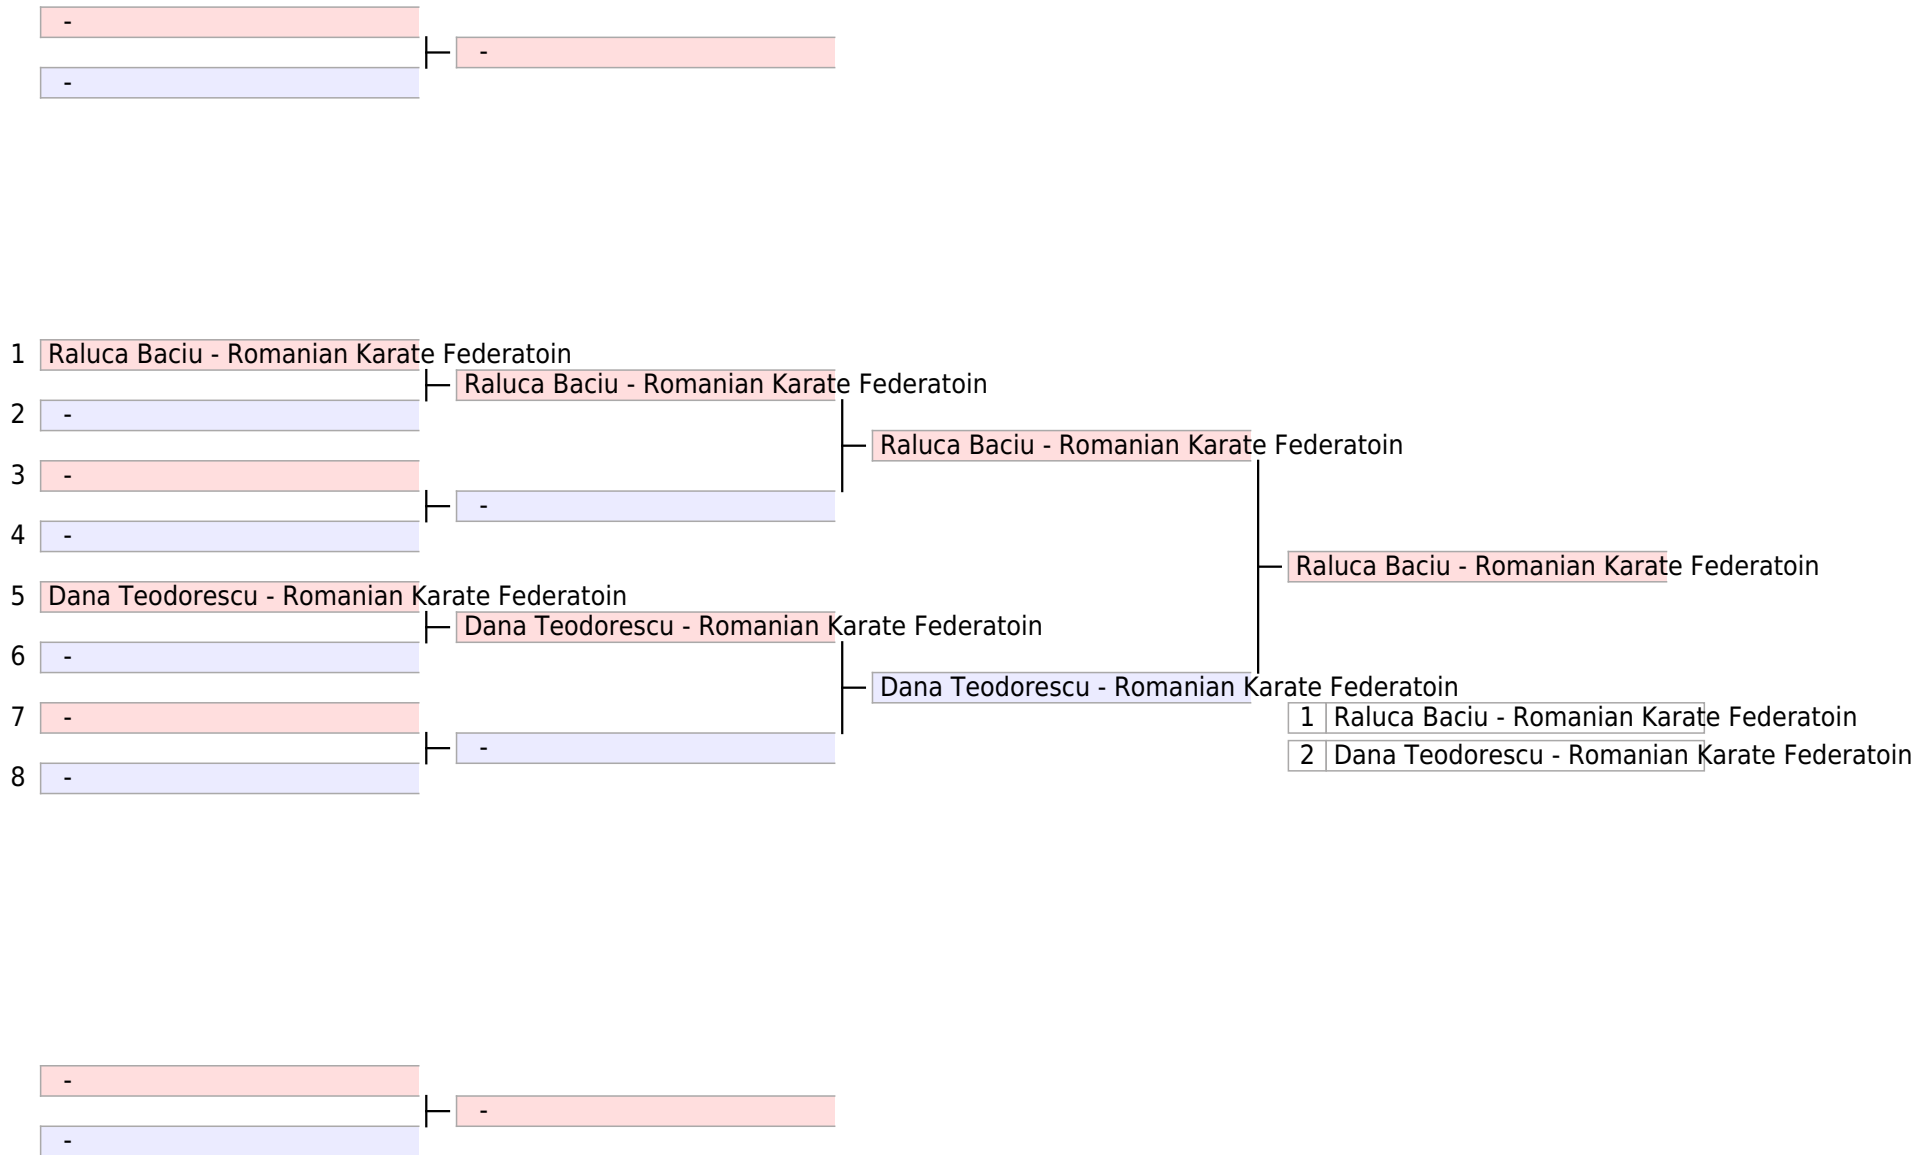 -
-
-
1 Raluca Baciu - Romanian Karate Federatoin
Raluca Baciu - Romanian Karate Federatoin
2 -
Raluca Baciu - Romanian Karate Federatoin
3 -
-
4 -
Raluca Baciu - Romanian Karate Federatoin
5 Dana Teodorescu - Romanian Karate Federatoin
Dana Teodorescu - Romanian Karate Federatoin
6 -
Dana Teodorescu - Romanian Karate Federatoin
7 -
1 Raluca Baciu - Romanian Karate Federatoin
-
2 Dana Teodorescu - Romanian Karate Federatoin
8 -
-
-
-